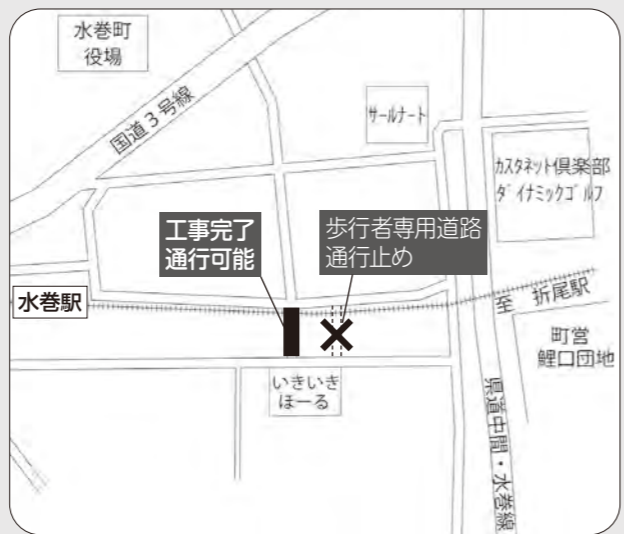 水巻町
役場
国道3号線
サールナート
カスタネット倶楽部
ダイナミックゴルフ
工事完了
通行可能
歩行者専用道路
通行止め
水巻駅
至 折尾駅
町営
鯉口団地
いきいき
ほーる
県道中間・水巻線